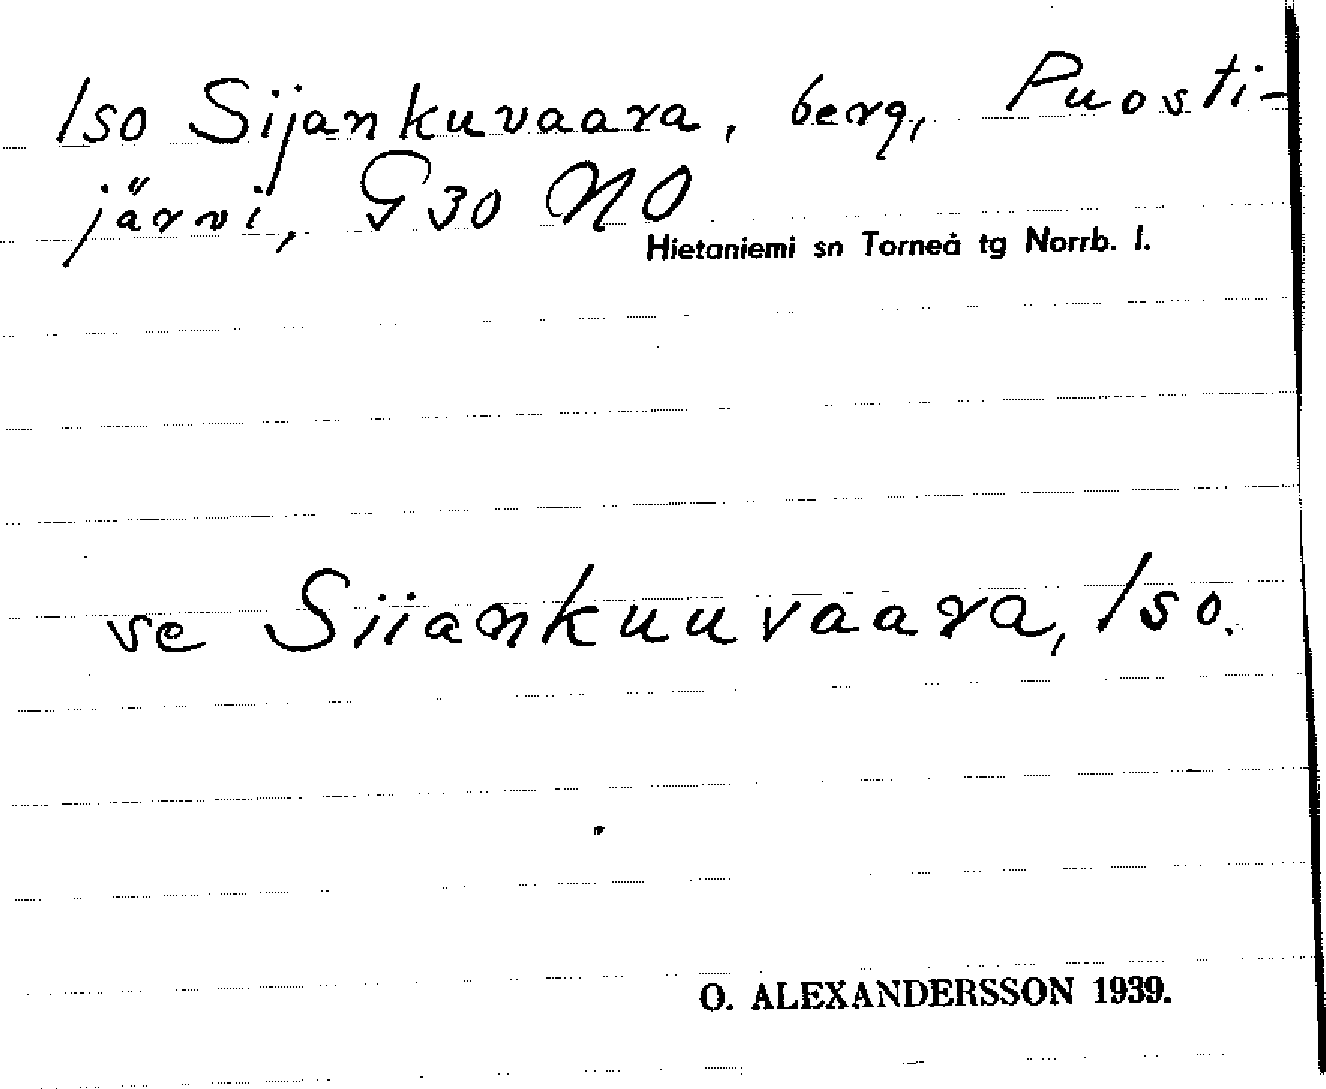 Iso Sijankuvaara, berg, Puosti-
järvi, G 30 NO
Hietaniemi sn Torneå tg Norrb. l.
se Siiankuuvaara, Iso.
O. ALEXANDERSSON 1939.